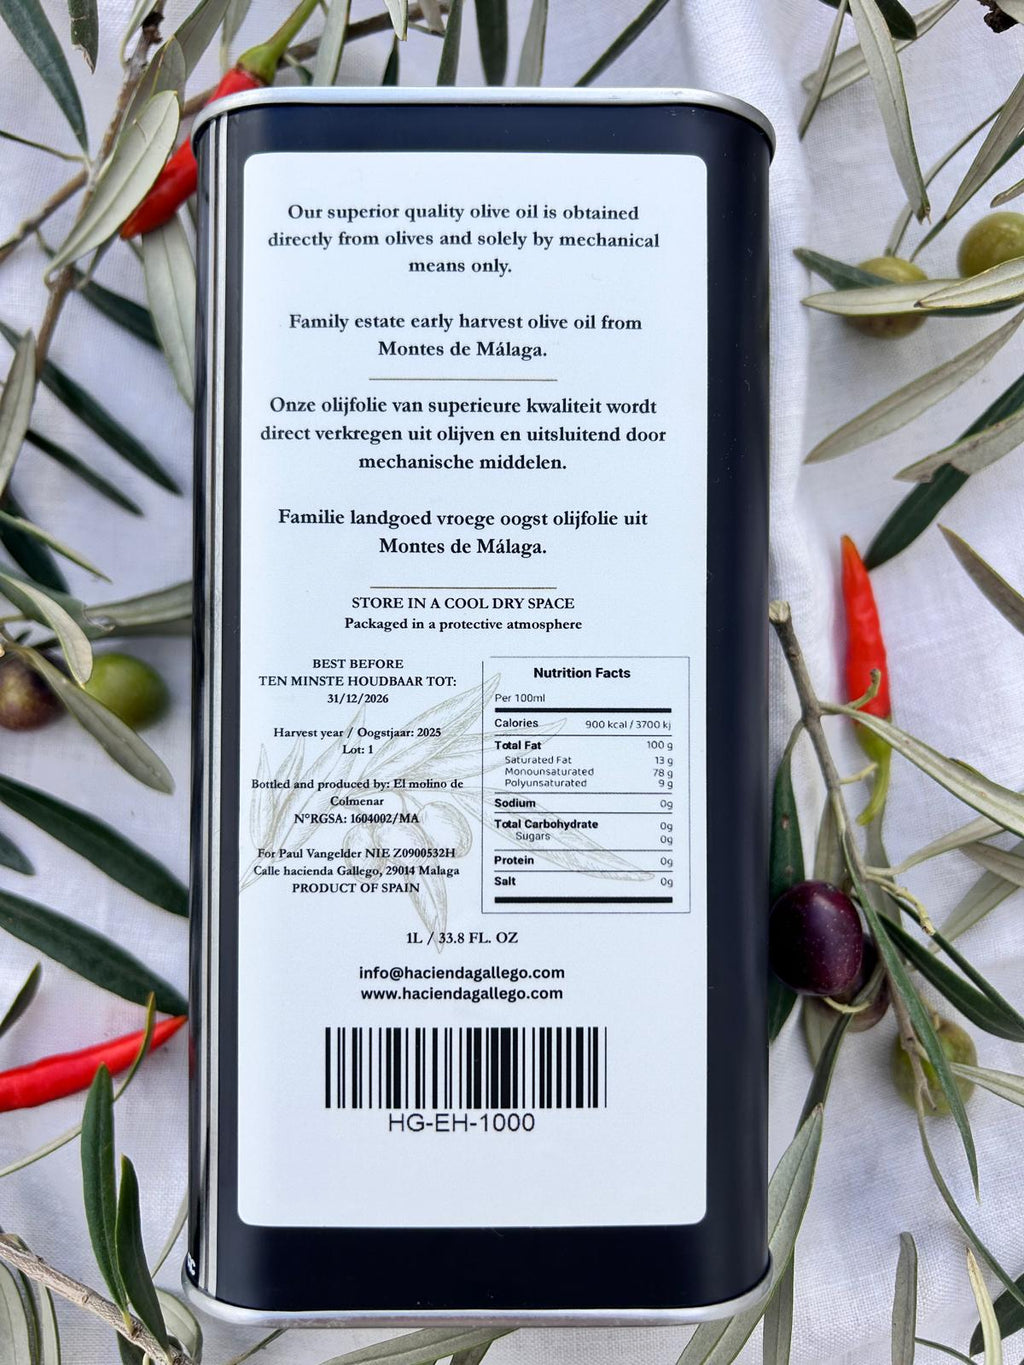 Our superior quality olive oil is obtained
directly from olives and solely by mechanical
means only.
Family estate early harvest olive oil from
Montes de Málaga.
Onze olijfolie van superieure kwaliteit wordt
direct verkregen uit olijven en uitsluitend door
mechanische middelen.
Familie landgoed vroege oogst olijfolie uit
Montes de Málaga.
STORE IN A COOL DRY SPACE
Packaged in a protective atmosphere
BEST BEFORE
TEN MINSTE HOUDBAAR TOT:
31/12/2026
Harvest year / Oogstjaar: 2025
Lot: 1
Bottled and produced by: El molino de
Colmenar
N°RGSA: 1604002/MA
For Paul Vangelder NIE Z0900532H
Calle hacienda Gallego, 29014 Malaga
PRODUCT OF SPAIN
Nutrition Facts
Per 100ml
Calories 900 kcal / 3700 kj
Total Fat 100 g
Saturated Fat 13 g
Monounsaturated 78 g
Polyunsaturated 9 g
Sodium 0g
Total Carbohydrate 0g
Sugars 0g
Protein 0g
Salt 0g
1L / 33.8 FL. OZ
info@haciendagallego.com
www.haciendagallego.com
HG-EH-1000